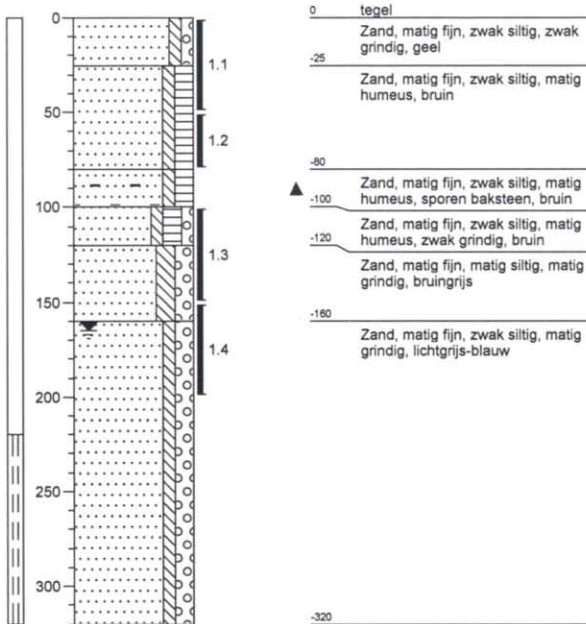 0
50
100
150
200
250
300
1.1
1.2
1.3
1.4
0 tegel
Zand, matig fijn, zwak siltig, zwak
grindig, geel
-25
Zand, matig fijn, zwak siltig, matig
humeus, bruin
-80
Zand, matig fijn, zwak siltig, matig
humeus, sporen baksteen, bruin
-100
Zand, matig fijn, zwak siltig, matig
humeus, zwak grindig, bruin
-120
Zand, matig fijn, matig siltig, matig
grindig, bruingrijs
-160
Zand, matig fijn, zwak siltig, matig
grindig, lichtgrijs-blauw
-320